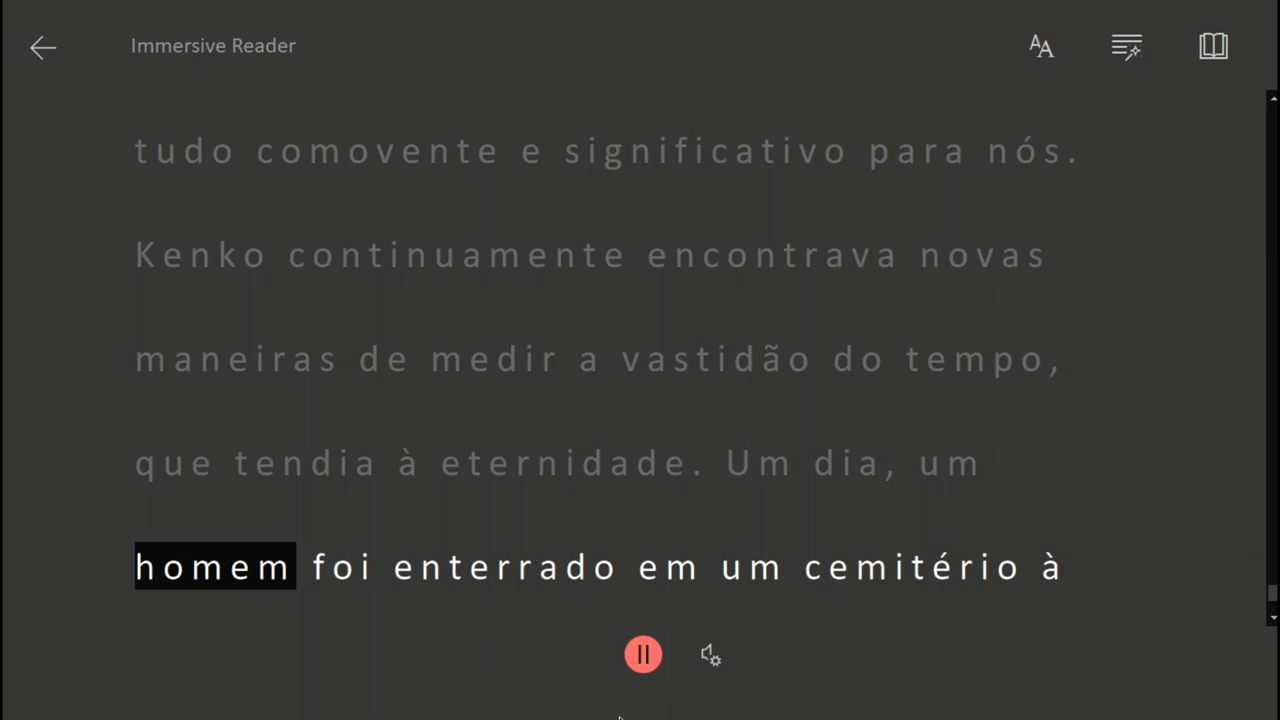 Immersive Reader
tudo comovente e significativo para nós.
Kenko continuamente encontrava novas
maneiras de medir a vastidão do tempo,
que tendia à eternidade. Um dia, um
homem foi enterrado em um cemitério à